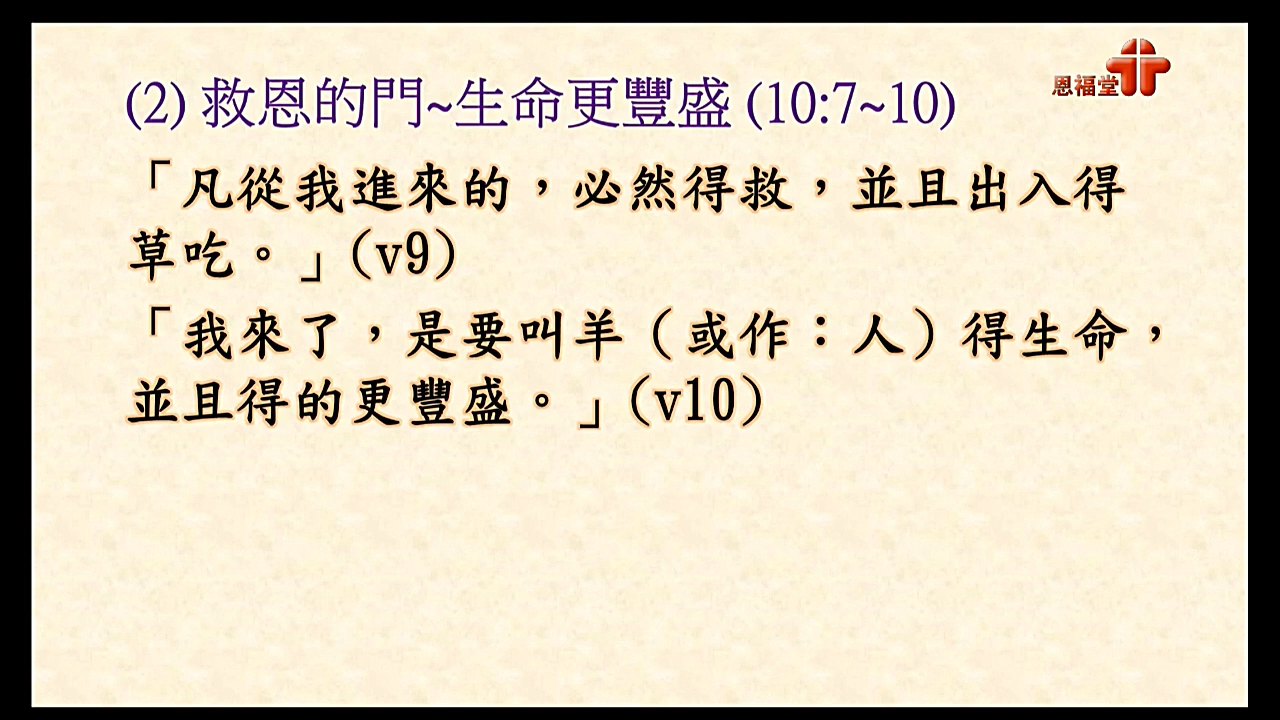 恩福堂
(2) 救恩的門~生命更豐盛 (10:7~10)
「凡從我進來的，必然得救，並且出入得
草吃。」(v9)
「我來了，是要叫羊（或作：人）得生命，
並且得的更豐盛。」(v10)